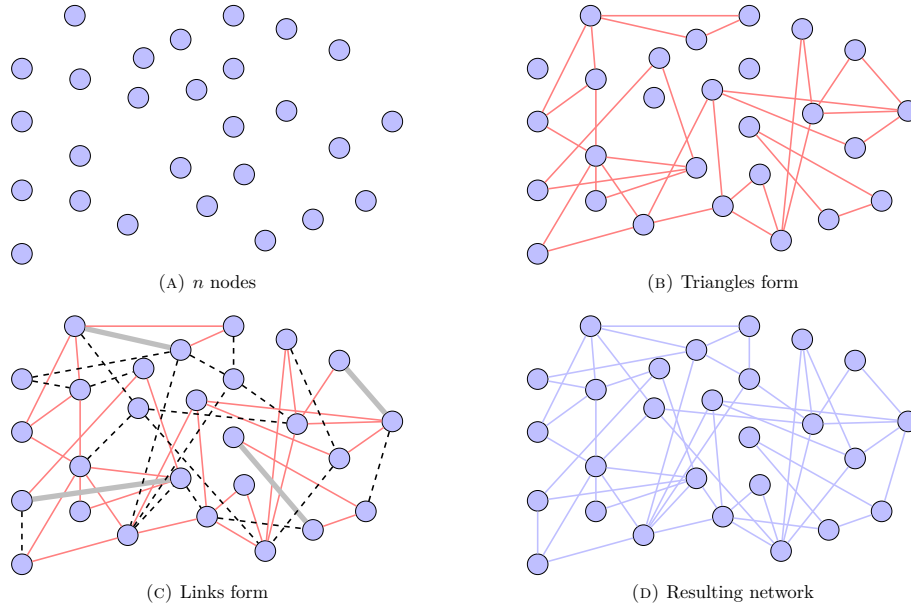 (A) n nodes
(B) Triangles form
(C) Links form
(D) Resulting network